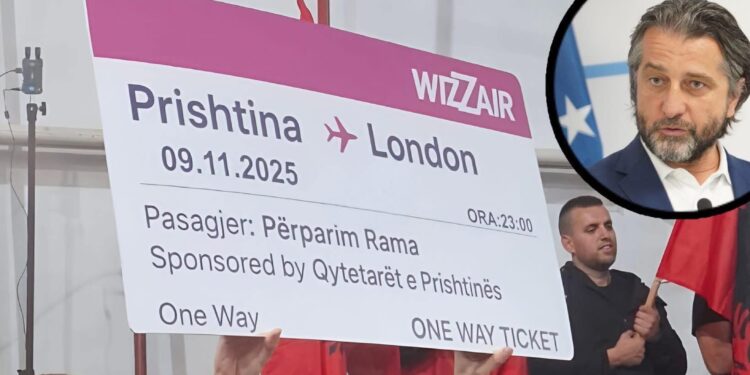 WIZZAIR
Prishtina ✈ London
09.11.2025
ORA:23:00
Pasagjer: Përparim Rama
Sponsored by Qytetarët e Prishtinës
One Way
ONE WAY TICKET